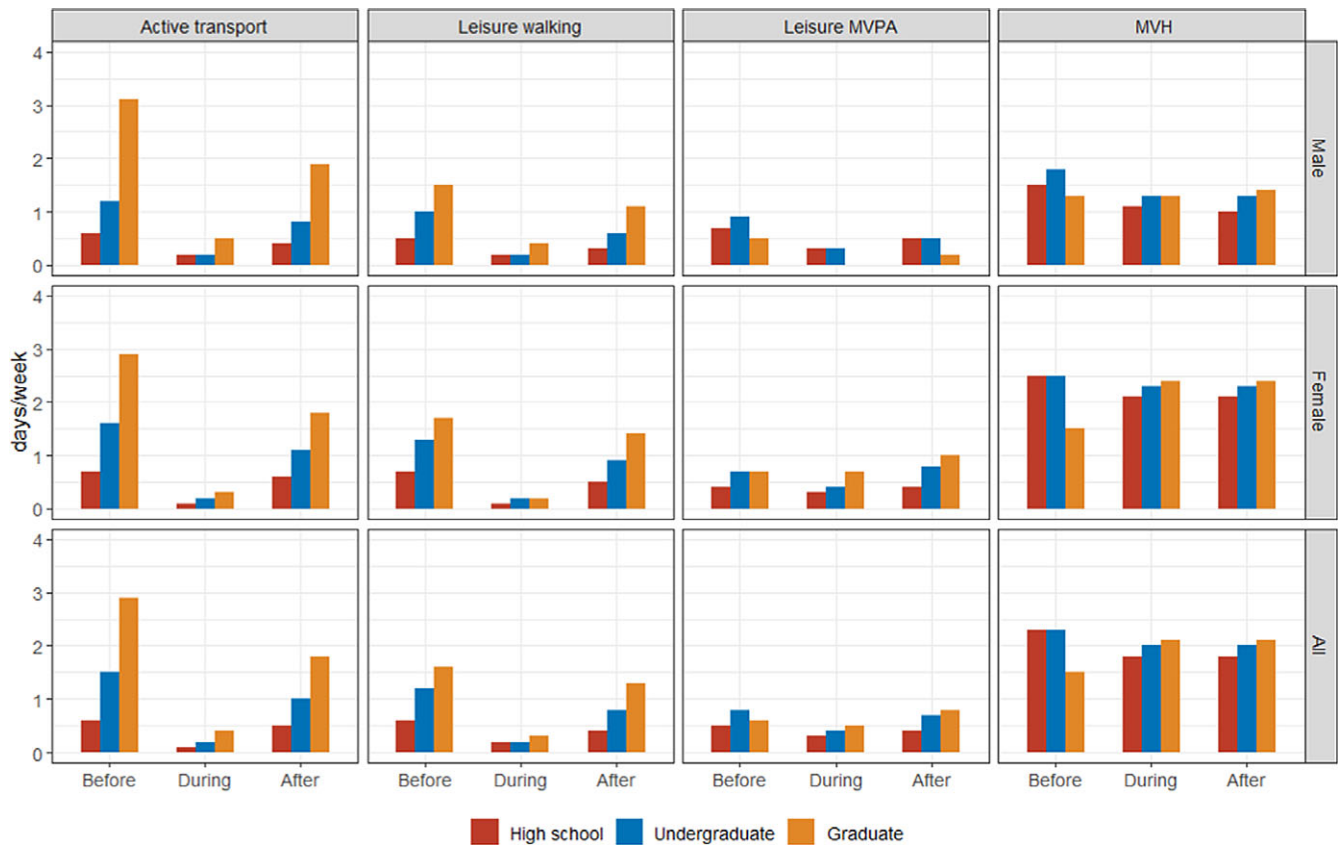 Active transport Leisure walking Leisure MVPA MVH
4
3
2
1
0
Male
4
3
2
1
0
Female
4
3
2
1
0
All
days/week
Before During After Before During After Before During After Before During After
High school Undergraduate Graduate